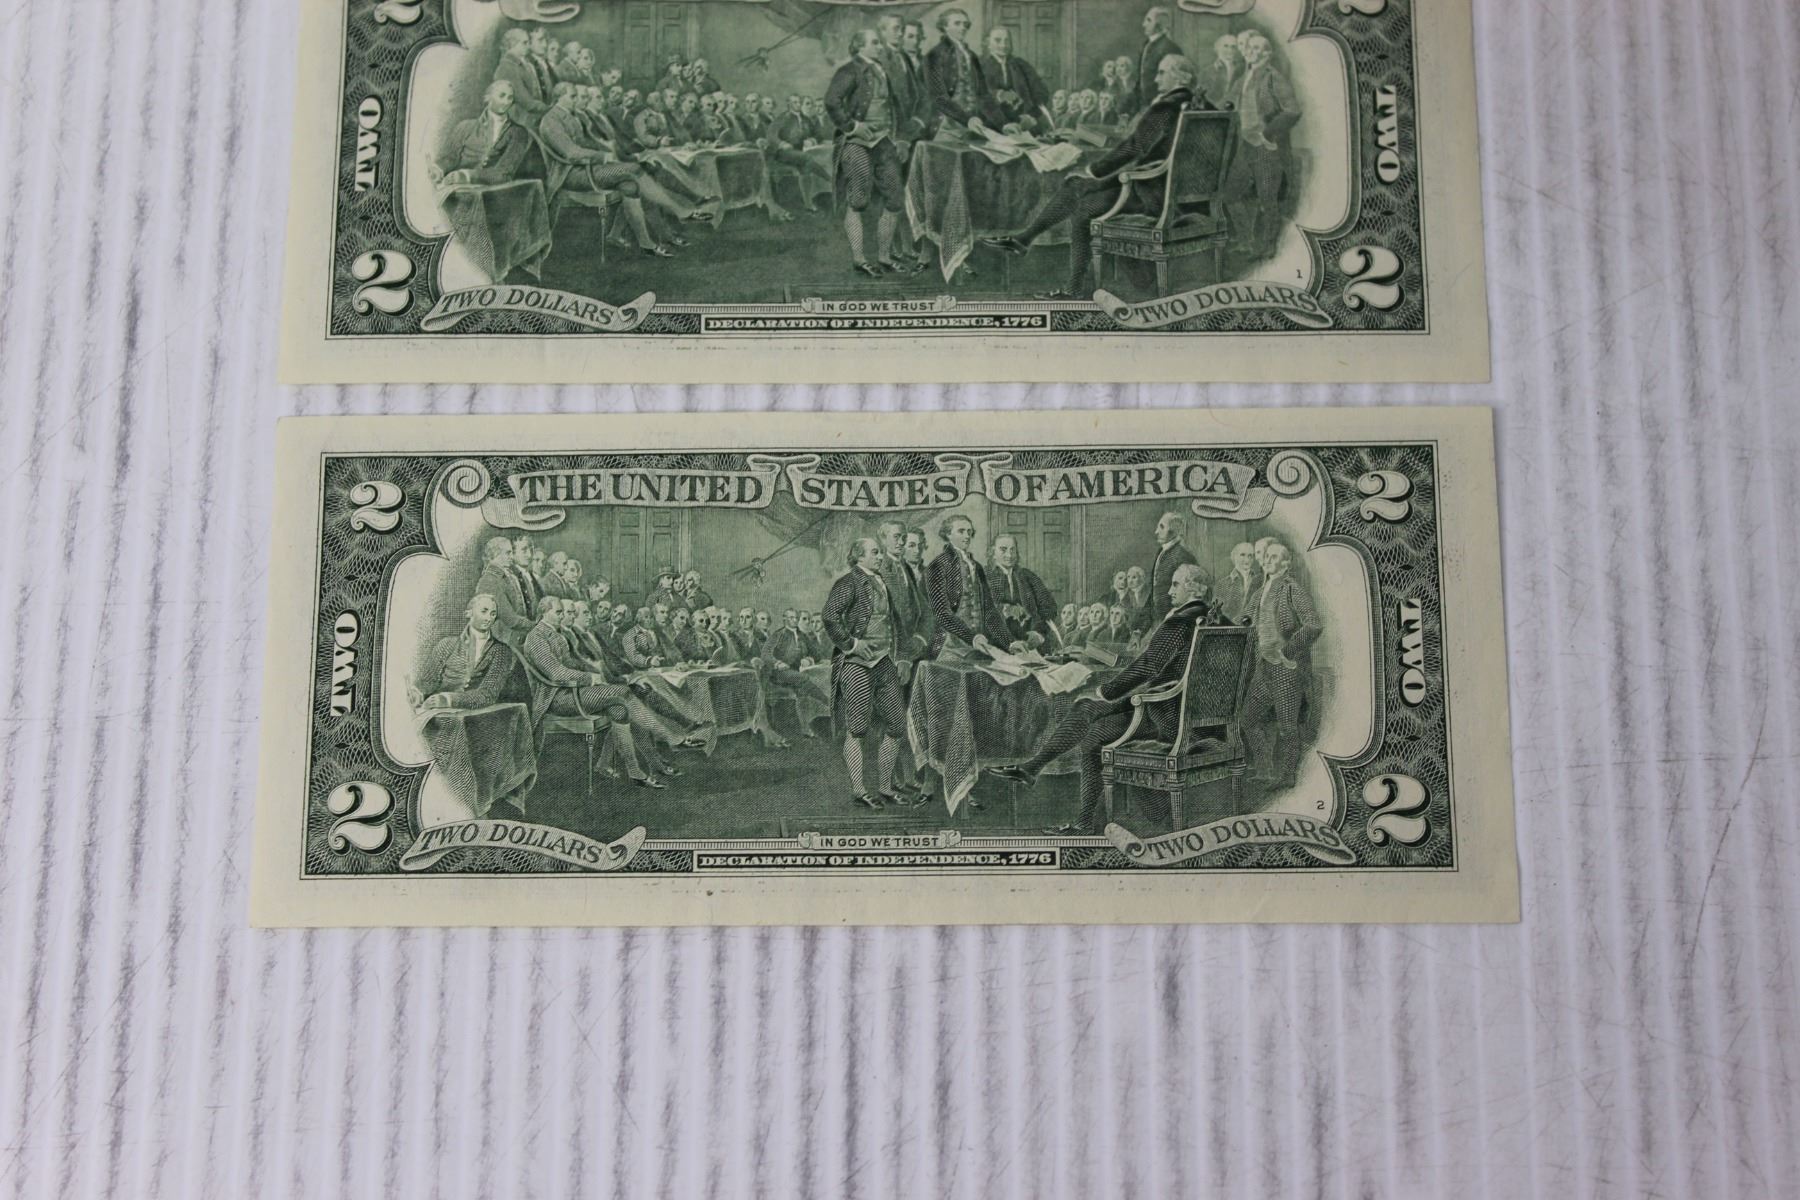 2 2
TWO TWO
2 1 2
TWO DOLLARS IN GOD WE TRUST TWO DOLLARS
DECLARATION OF INDEPENDENCE, 1776
2 THE UNITED STATES OF AMERICA 2
TWO TWO
2 2 2
TWO DOLLARS IN GOD WE TRUST TWO DOLLARS
DECLARATION OF INDEPENDENCE, 1776